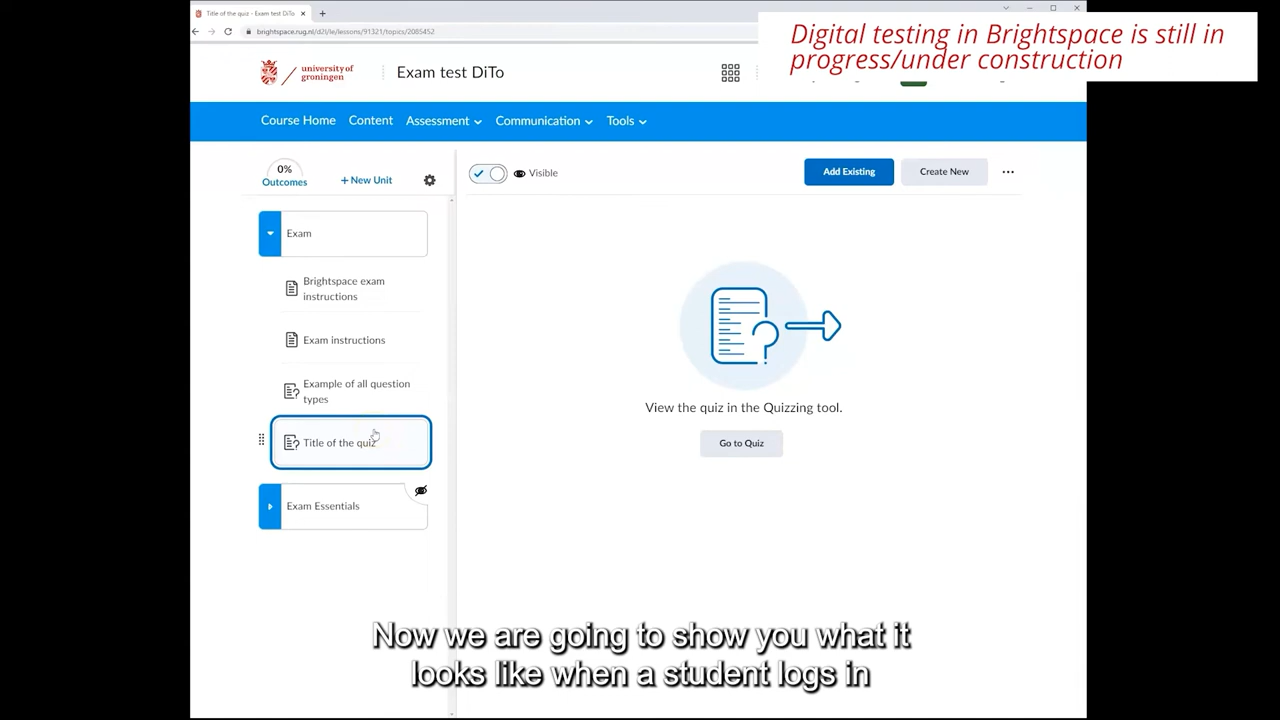 Title of the quiz - Exam test DiTo
brightspace.rug.nl/d2l/le/lessons/91321/topics/2085452
Digital testing in Brightspace is still in
progress/under construction
university of
groningen
Exam test DiTo
Course Home
Content
Assessment
Communication
Tools
0%
Outcomes
+ New Unit
Visible
Add Existing
Create New
Exam
Brightspace exam
instructions
Exam instructions
Example of all question
types
Title of the quiz
Exam Essentials
View the quiz in the Quizzing tool.
Go to Quiz
Now we are going to show you what it
looks like when a student logs in